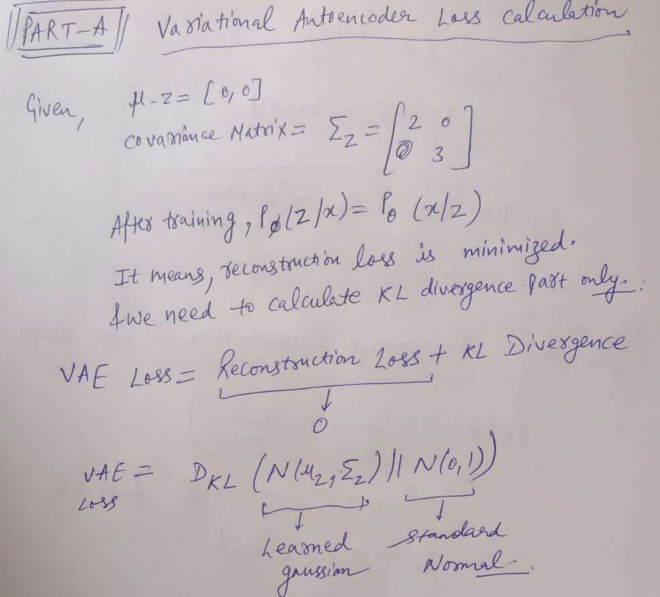 PART-A Variational Autoencoder Loss Calculation
Given, μ-z = [0,0]
covariance Matrix = Σz = [2 0
0 3]
After training, Pø(z/x) = Pθ (x/z)
It means, reconstruction loss is minimized.
& we need to calculate KL divergence part only.
VAE Loss = Reconstruction Loss + KL Divergence
↓
0
VAE Loss = DKL (N(μz, Σz) || N(0,1))
Learned gaussian
Standard Normal.